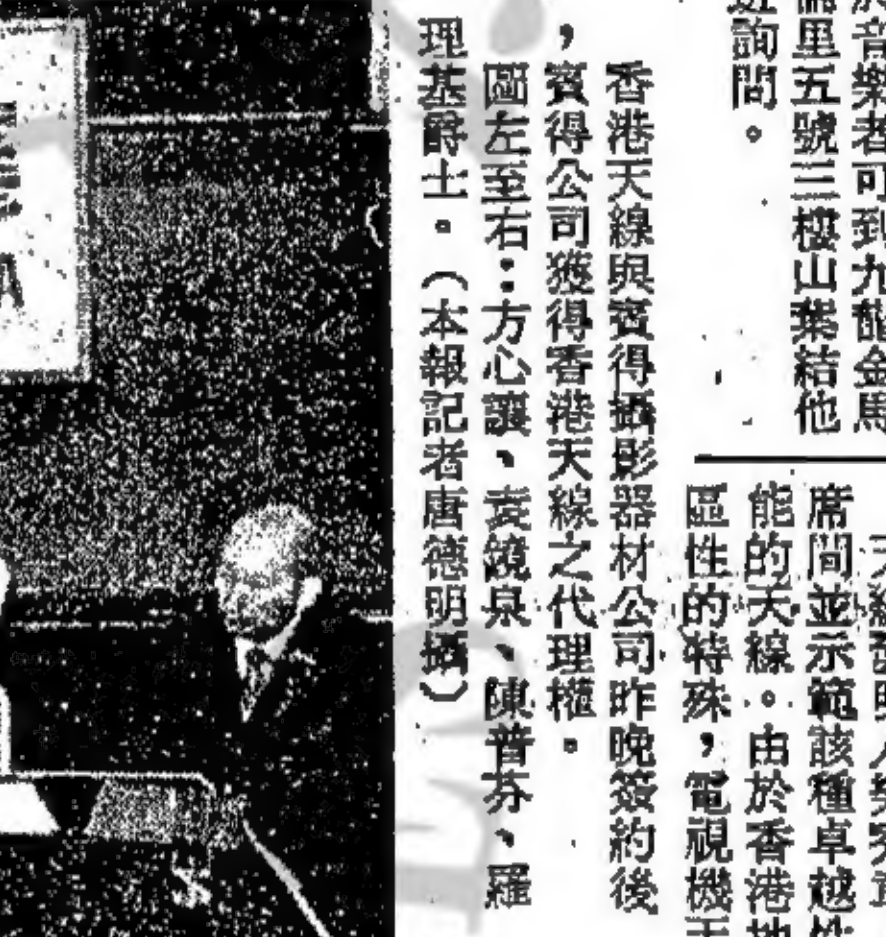 音樂者可到九龍金馬
里五號三樓山葉結他
詢問。
席間並示範該種卓越性
能的天線。由於香港地
區性的特殊,電視機天
香港天線與賓得攝影器材公司昨晚簽約後
,賓得公司獲得香港天線之代理權。
圖左至右:方心讓、袁鏡泉、陳普芬、羅
理基爵士。(本報記者唐德明攝)